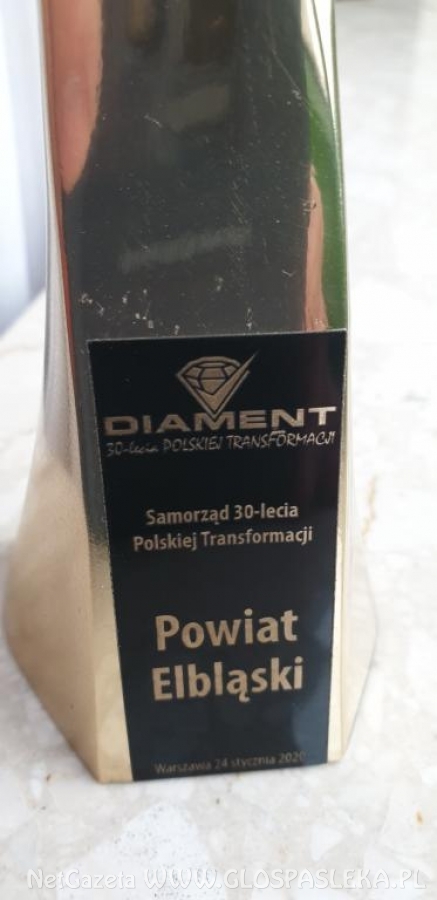 DIAMENT
30-lecia POLSKIEJ TRANSFORMACJI
Samorząd 30-lecia
Polskiej Transformacji
Powiat
Elbląski
Warszawa 24 stycznia 2020
NetGazeta WWW.GLOSPASLEKA.PL